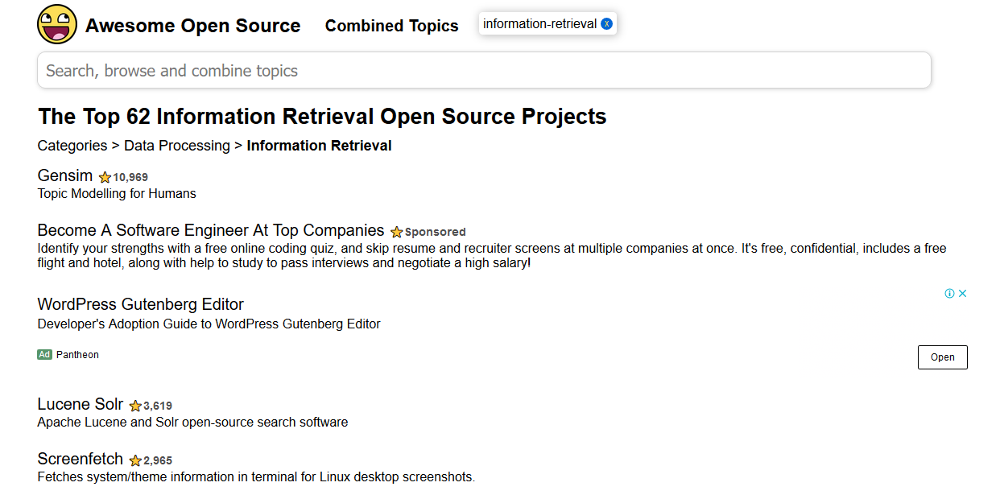 Awesome Open Source Combined Topics information-retrieval x
Search, browse and combine topics
The Top 62 Information Retrieval Open Source Projects
Categories > Data Processing > Information Retrieval
Gensim 10,969
Topic Modelling for Humans
Become A Software Engineer At Top Companies Sponsored
Identify your strengths with a free online coding quiz, and skip resume and recruiter screens at multiple companies at once. It's free, confidential, includes a free
flight and hotel, along with help to study to pass interviews and negotiate a high salary!
WordPress Gutenberg Editor
Developer's Adoption Guide to WordPress Gutenberg Editor
Ad Pantheon
Open
Lucene Solr 3,619
Apache Lucene and Solr open-source search software
Screenfetch 2,965
Fetches system/theme information in terminal for Linux desktop screenshots.